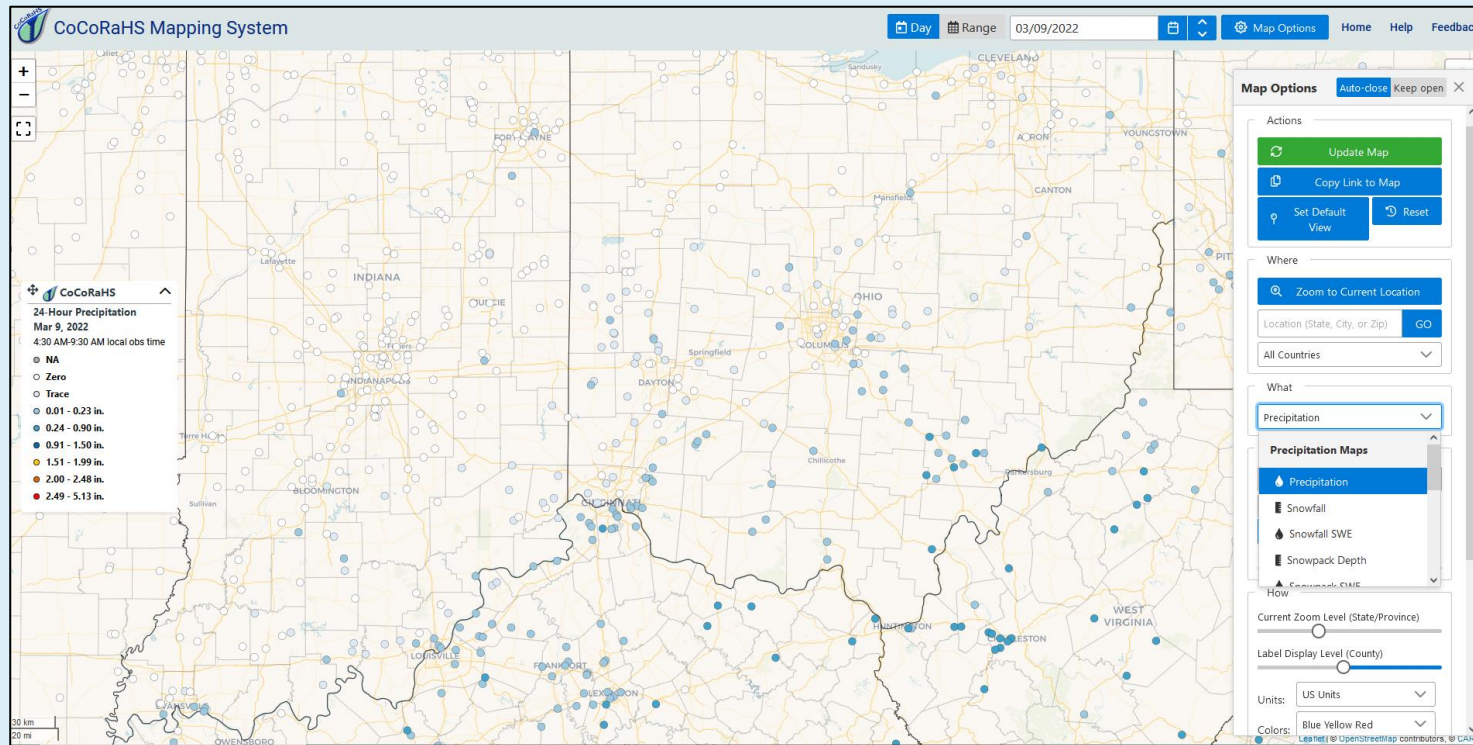 CoCoRaHS
CoCoRaHS Mapping System
Day
Range
03/09/2022
Map Options
Home
Help
Feedbac
+
−
Sandusky
CLEVELAND
FORT WAYNE
AKRON
YOUNGSTOWN
CANTON
Mansfield
Lafayette
INDIANA
OHIO
COLUMBUS
Springfield
INDIANAPOLIS
DAYTON
Chillicothe
Parkersburg
BLOOMINGTON
Sullivan
CINCINNATI
WEST
VIRGINIA
HUNTINGTON
CHARLESTON
LOUISVILLE
FRANKFORT
LEXINGTON
EVANSVILLE
OWENSBORO
PIT
30 km
20 mi
CoCoRaHS
24-Hour Precipitation
Mar 9, 2022
4:30 AM-9:30 AM local obs time
NA
Zero
Trace
0.01 - 0.23 in.
0.24 - 0.90 in.
0.91 - 1.50 in.
1.51 - 1.99 in.
2.00 - 2.48 in.
2.49 - 5.13 in.
Map Options
Auto-close
Keep open
Actions
Update Map
Copy Link to Map
Set Default
View
Reset
Where
Zoom to Current Location
Location (State, City, or Zip)
GO
All Countries
What
Precipitation
Precipitation Maps
Precipitation
Snowfall
Snowfall SWE
Snowpack Depth
Snowpack SWE
How
Current Zoom Level (State/Province)
Label Display Level (County)
Units:
US Units
Colors:
Blue Yellow Red
Leaflet | © OpenStreetMap contributors, © CAR